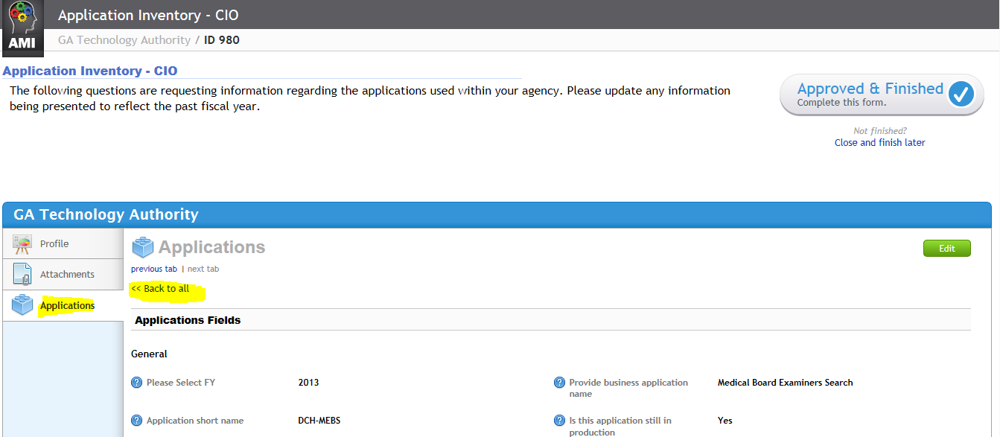 AMI
Application Inventory - CIO
GA Technology Authority / ID 980
Application Inventory - CIO
The following questions are requesting information regarding the applications used within your agency. Please update any information
being presented to reflect the past fiscal year.
Approved & Finished
Complete this form.
Not finished?
Close and finish later
GA Technology Authority
Profile
Attachments
Applications
Applications
Edit
previous tab | next tab
<< Back to all
Applications Fields
General
? Please Select FY 2013
? Provide business application name Medical Board Examiners Search
? Application short name DCH-MEBS
? Is this application still in production Yes